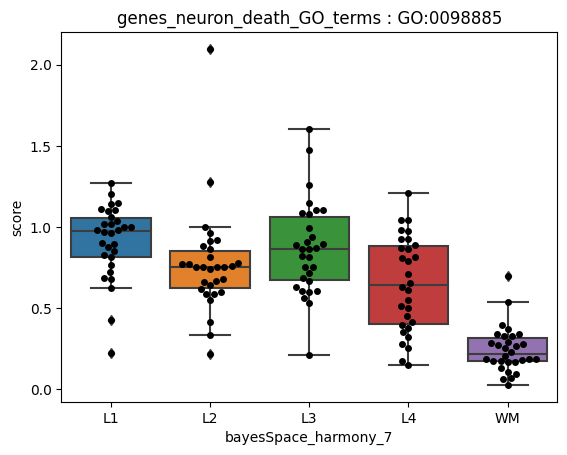 genes_neuron_death_GO_terms : GO:0098885
score
2.0
1.5
1.0
0.5
0.0
L1 L2 L3 L4 WM
bayesSpace_harmony_7